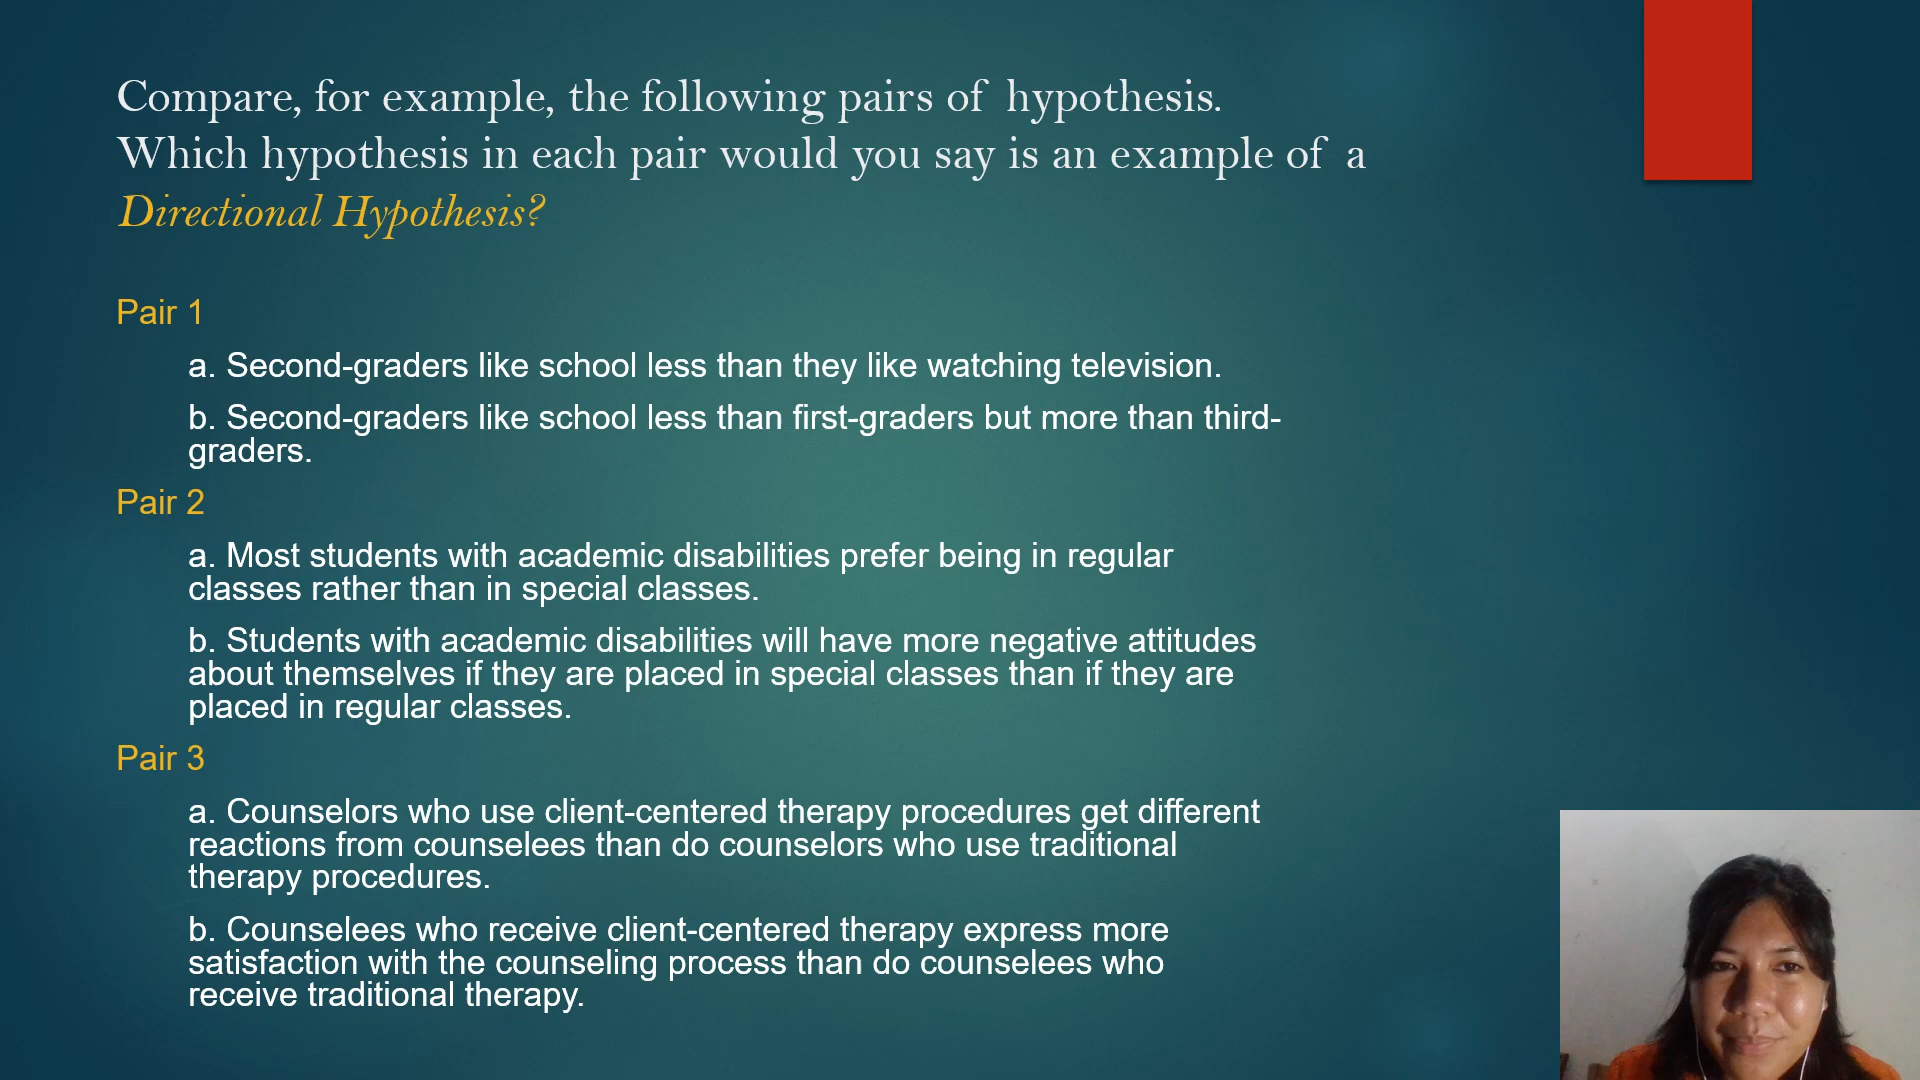 Compare, for example, the following pairs of hypothesis.
Which hypothesis in each pair would you say is an example of a
Directional Hypothesis?
Pair 1
a. Second-graders like school less than they like watching television.
b. Second-graders like school less than first-graders but more than third-
graders.
Pair 2
a. Most students with academic disabilities prefer being in regular
classes rather than in special classes.
b. Students with academic disabilities will have more negative attitudes
about themselves if they are placed in special classes than if they are
placed in regular classes.
Pair 3
a. Counselors who use client-centered therapy procedures get different
reactions from counselees than do counselors who use traditional
therapy procedures.
b. Counselees who receive client-centered therapy express more
satisfaction with the counseling process than do counselees who
receive traditional therapy.